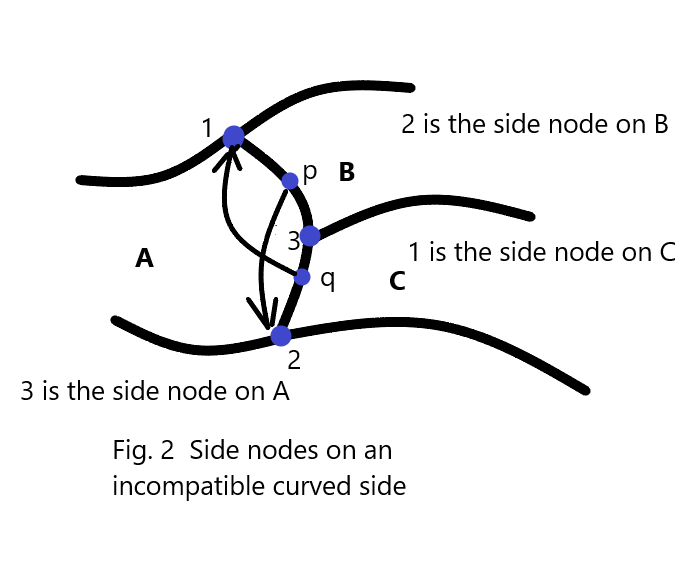 1
2 is the side node on B
p B
3
1 is the side node on C
A
q C
2
3 is the side node on A
Fig. 2 Side nodes on an
incompatible curved side